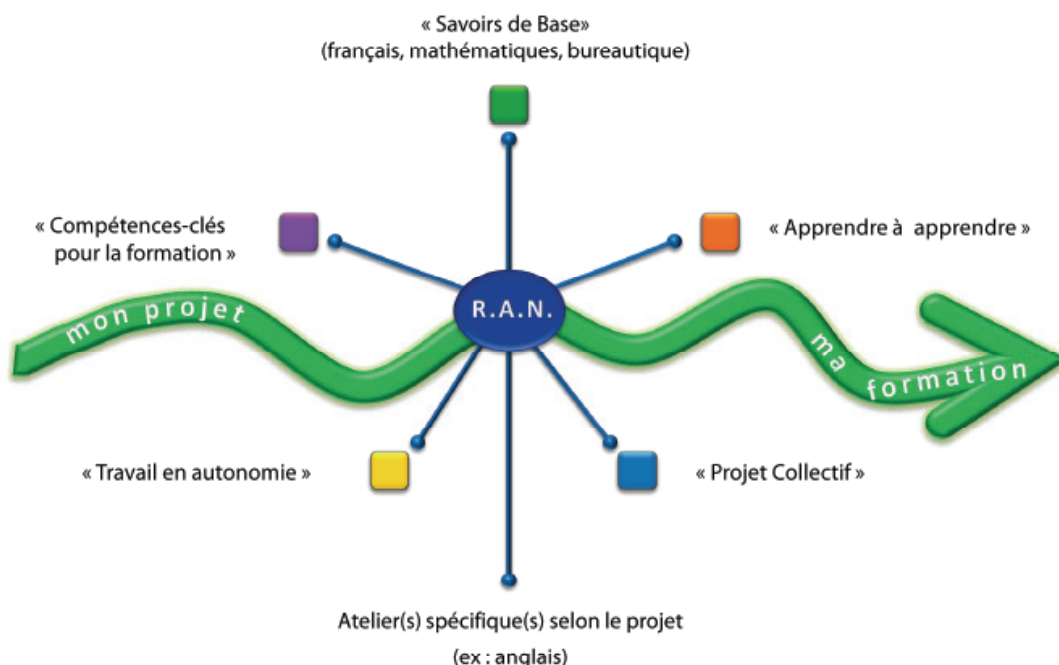 « Savoirs de Base»
(français, mathématiques, bureautique)
« Compétences-clés
pour la formation »
« Apprendre à apprendre »
R.A.N.
mon projet
ma formation
« Travail en autonomie »
« Projet Collectif »
Atelier(s) spécifique(s) selon le projet
(ex : anglais)